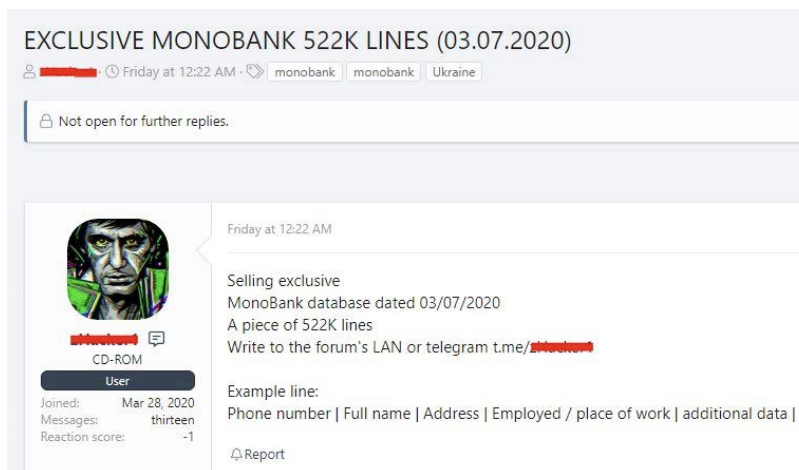 EXCLUSIVE MONOBANK 522K LINES (03.07.2020)
Friday at 12:22 AM · monobank monobank Ukraine
Not open for further replies.
Friday at 12:22 AM
Selling exclusive
MonoBank database dated 03/07/2020
A piece of 522K lines
Write to the forum's LAN or telegram t.me/
Example line:
Phone number | Full name | Address | Employed / place of work | additional data |
Report
CD-ROM
User
Joined: Mar 28, 2020
Messages: thirteen
Reaction score: -1